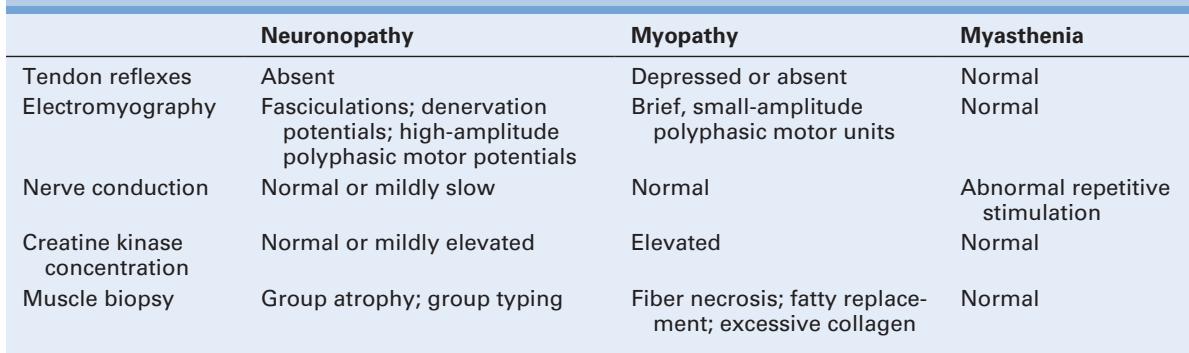 Neuronopathy Myopathy Myasthenia
Tendon reflexes Absent Depressed or absent Normal
Electromyography Fasciculations; denervation Brief, small-amplitude Normal
potentials; high-amplitude polyphasic motor units
polyphasic motor potentials
Nerve conduction Normal or mildly slow Normal Abnormal repetitive
stimulation
Creatine kinase Normal or mildly elevated Elevated Normal
concentration
Muscle biopsy Group atrophy; group typing Fiber necrosis; fatty replace- Normal
ment; excessive collagen